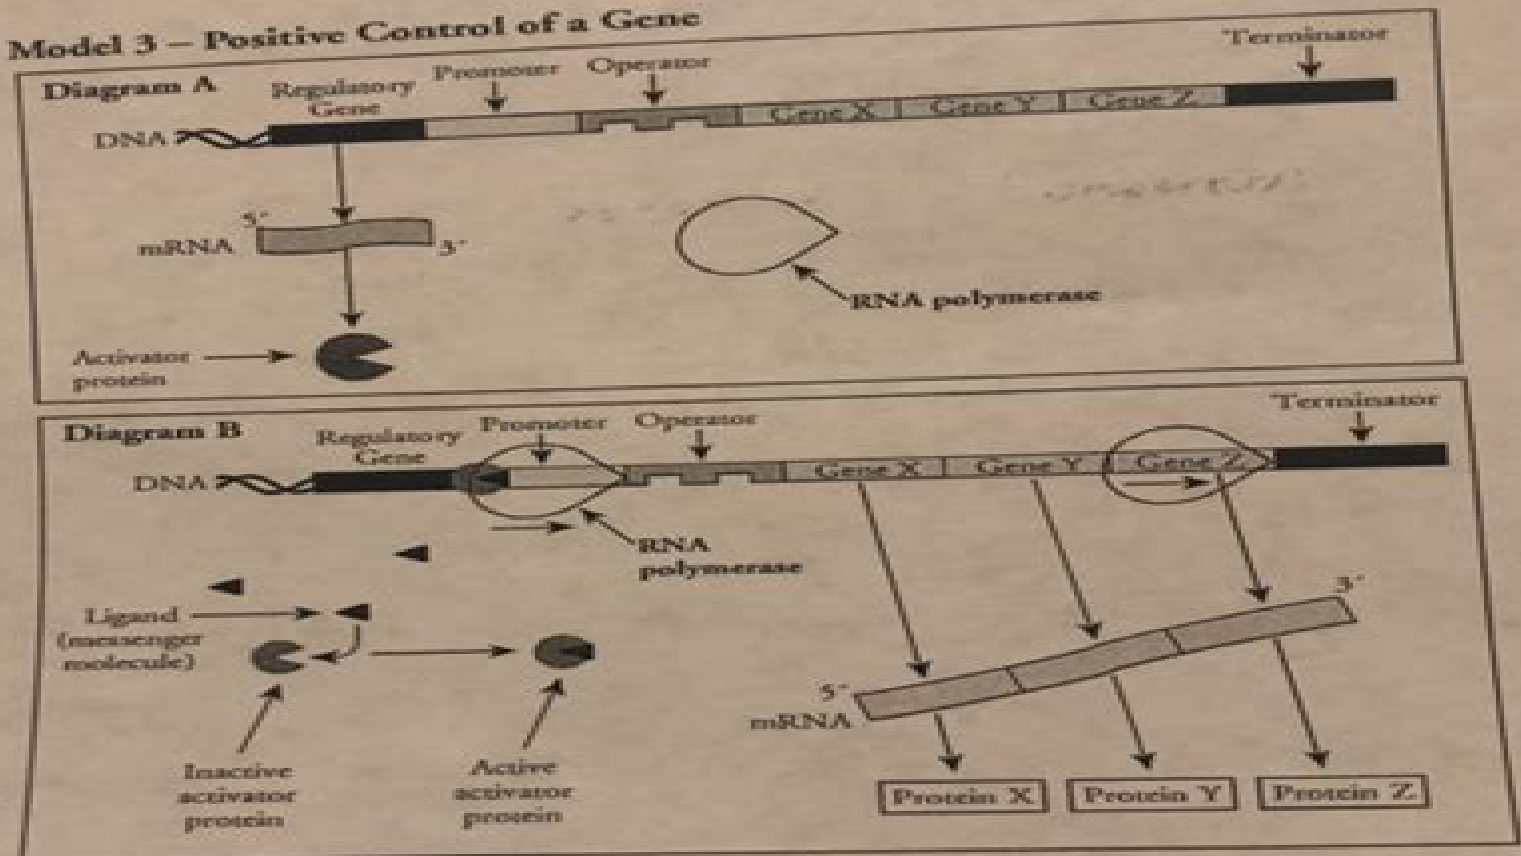 Model 3 – Positive Control of a Gene
Diagram A
Regulatory
Gene
Promoter
Operator
Terminator
DNA
Gene X
Gene Y
Gene Z
5'
mRNA
3'
RNA polymerase
Activator
protein
Diagram B
Regulatory
Gene
Promoter
Operator
Terminator
DNA
Gene X
Gene Y
Gene Z
RNA
polymerase
Ligand
(messenger
molecule)
3'
5'
mRNA
Inactive
activator
protein
Active
activator
protein
Protein X
Protein Y
Protein Z